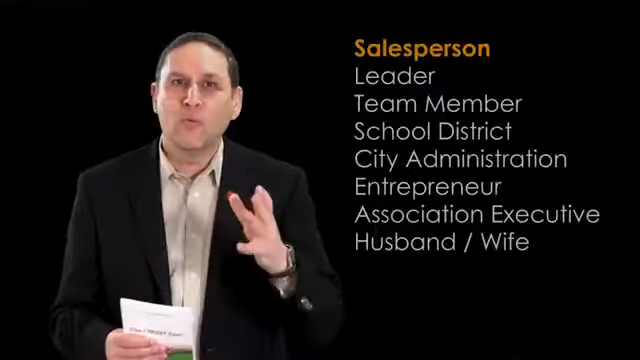 Salesperson
Leader
Team Member
School District
City Administration
Entrepreneur
Association Executive
Husband / Wife